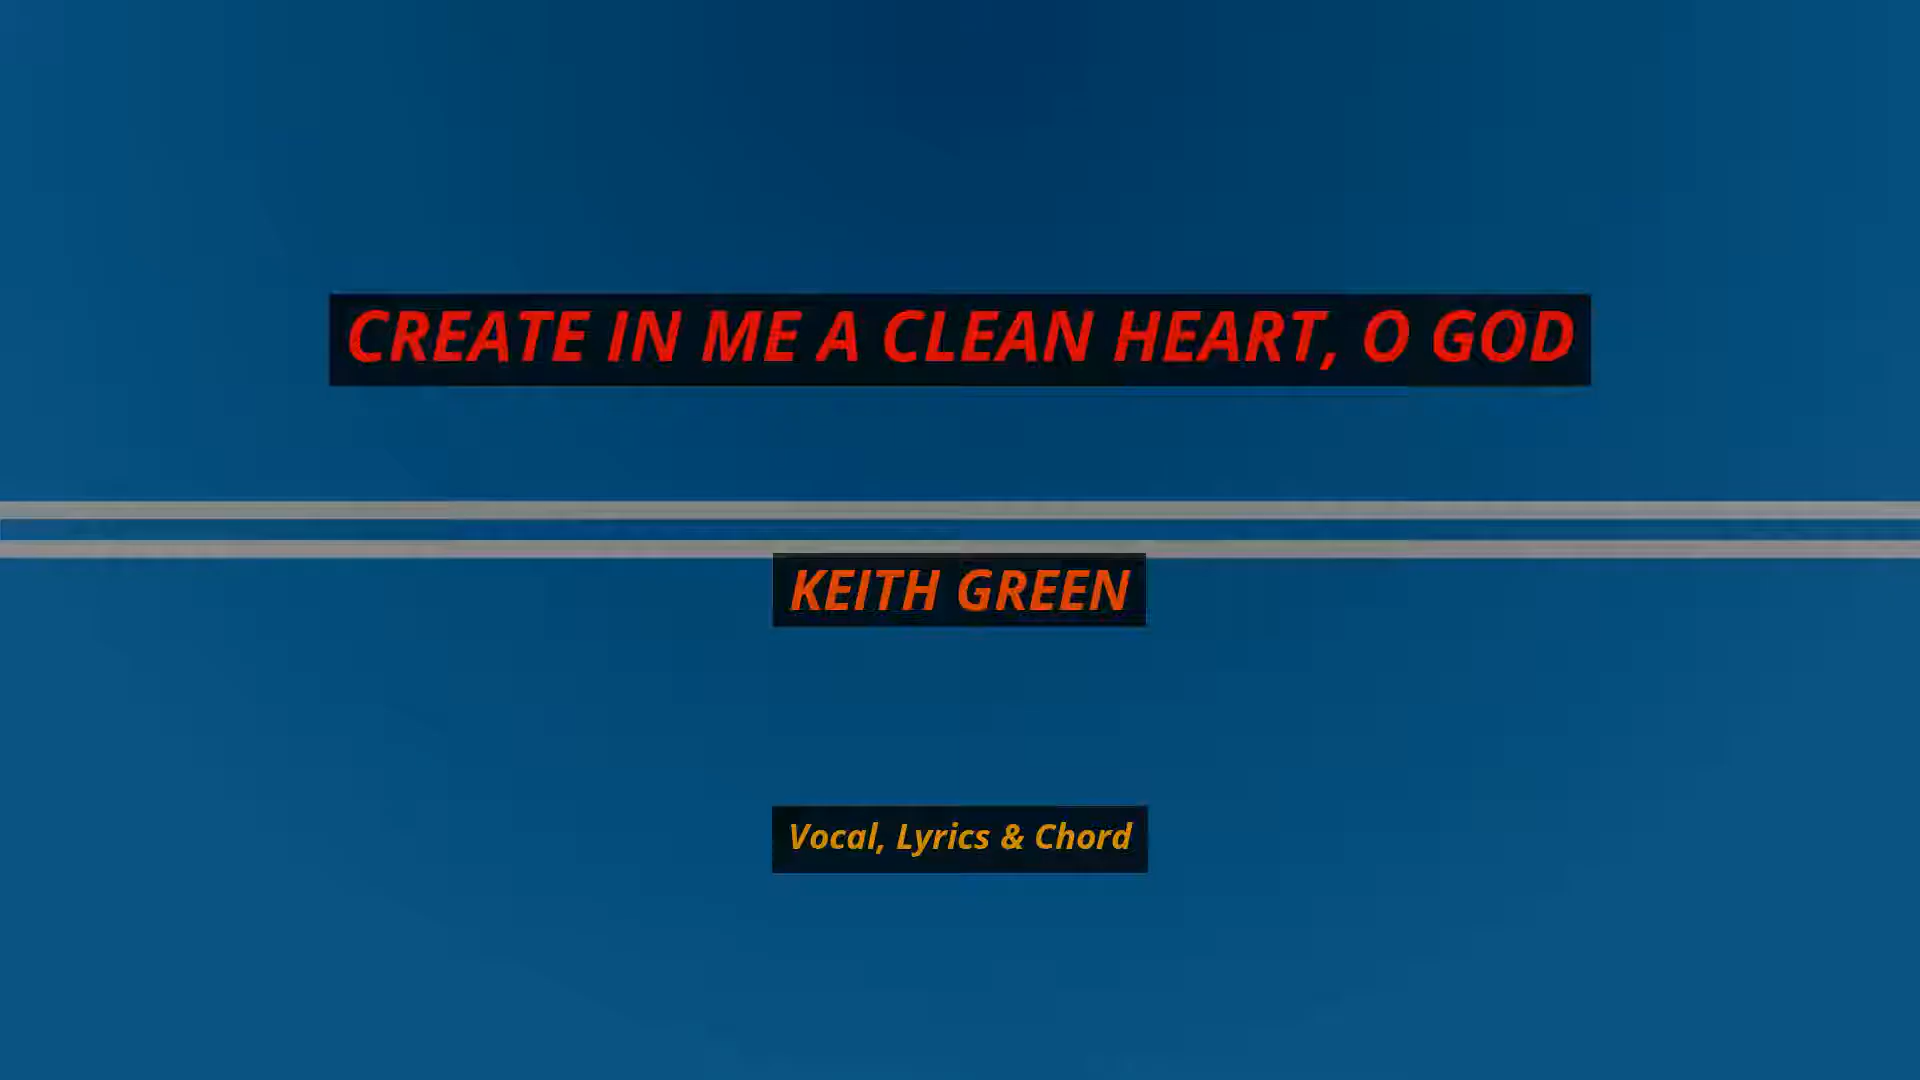 CREATE IN ME A CLEAN HEART, O GOD
KEITH GREEN
Vocal, Lyrics & Chord